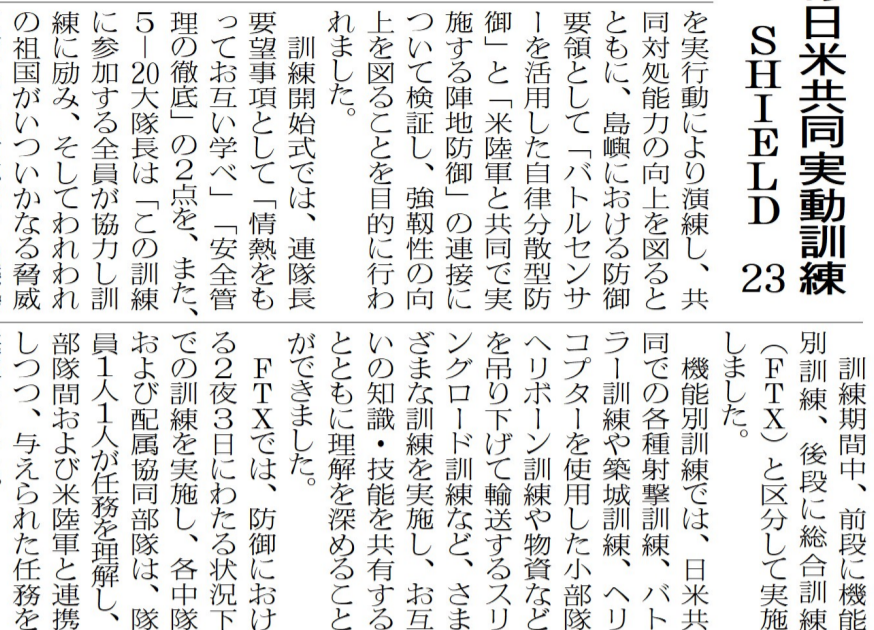 日米共同実動訓練
SHIELD 23
を実行動により演練し、共
同対処能力の向上を図ると
ともに、島嶼における防御
要領として「バトルセンサ
ーを活用した自律分散型防
御」と「米陸軍と共同で実
施する陣地防御」の連接に
ついて検証し、強靱性の向
上を図ることを目的に行わ
れました。
訓練開始式では、連隊長
要望事項として「情熱をも
ってお互い学べ」「安全管
理の徹底」の2点を、また、
5―20大隊長は「この訓練
に参加する全員が協力し訓
練に励み、そしてわれわれ
の祖国がいついかなる脅威
訓練期間中、前段に機能
別訓練、後段に総合訓練
（FTX）と区分して実施
しました。
機能別訓練では、日米共
同での各種射撃訓練、バト
ラー訓練や築城訓練、ヘリ
コプターを使用した小部隊
ヘリボーン訓練や物資など
を吊り下げて輸送するスリ
ングロード訓練など、さま
ざまな訓練を実施し、お互
いの知識・技能を共有する
とともに理解を深めること
ができました。
FTXでは、防御におけ
る2夜3日にわたる状況下
での訓練を実施し、各中隊
および配属協同部隊は、隊
員1人1人が任務を理解し、
部隊間および米陸軍と連携
しつつ、与えられた任務を